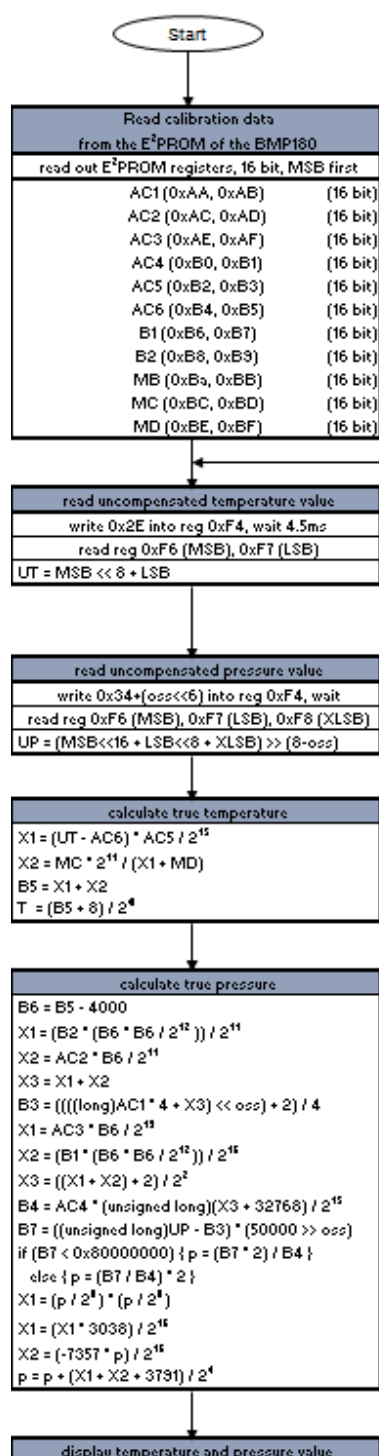 Start
Read calibration data
from the E²PROM of the BMP180
read out E²PROM registers, 16 bit, MSB first
AC1 (0xAA, 0xAB) (16 bit)
AC2 (0xAC, 0xAD) (16 bit)
AC3 (0xAE, 0xAF) (16 bit)
AC4 (0xB0, 0xB1) (16 bit)
AC5 (0xB2, 0xB3) (16 bit)
AC6 (0xB4, 0xB5) (16 bit)
B1 (0xB6, 0xB7) (16 bit)
B2 (0xB8, 0xB9) (16 bit)
MB (0xBa, 0xBB) (16 bit)
MC (0xBC, 0xBD) (16 bit)
MD (0xBE, 0xBF) (16 bit)
read uncompensated temperature value
write 0x2E into reg 0xF4, wait 4.5ms
read reg 0xF6 (MSB), 0xF7 (LSB)
UT = MSB << 8 + LSB
read uncompensated pressure value
write 0x34+(oss<<6) into reg 0xF4, wait
read reg 0xF6 (MSB), 0xF7 (LSB), 0xF8 (XLSB)
UP = (MSB<<16 + LSB<<8 + XLSB) >> (8-oss)
calculate true temperature
X1 = (UT - AC6) * AC5 / 2¹⁵
X2 = MC * 2¹¹ / (X1 + MD)
B5 = X1 + X2
T = (B5 + 8) / 2⁴
calculate true pressure
B6 = B5 - 4000
X1 = (B2 * (B6 * B6 / 2¹² )) / 2¹¹
X2 = AC2 * B6 / 2¹¹
X3 = X1 + X2
B3 = ((((long)AC1 * 4 + X3) << oss) + 2) / 4
X1 = AC3 * B6 / 2¹³
X2 = (B1 * (B6 * B6 / 2¹²)) / 2¹⁶
X3 = ((X1 + X2) + 2) / 2²
B4 = AC4 * (unsigned long)(X3 + 32768) / 2¹⁵
B7 = ((unsigned long)UP - B3) * (50000 >> oss)
if (B7 < 0x80000000) { p = (B7 * 2) / B4 }
else { p = (B7 / B4) * 2 }
X1 = (p / 2⁸) * (p / 2⁸)
X1 = (X1 * 3038) / 2¹⁶
X2 = (-7357 * p) / 2¹⁶
p = p + (X1 + X2 + 3791) / 2⁴
display temperature and pressure value